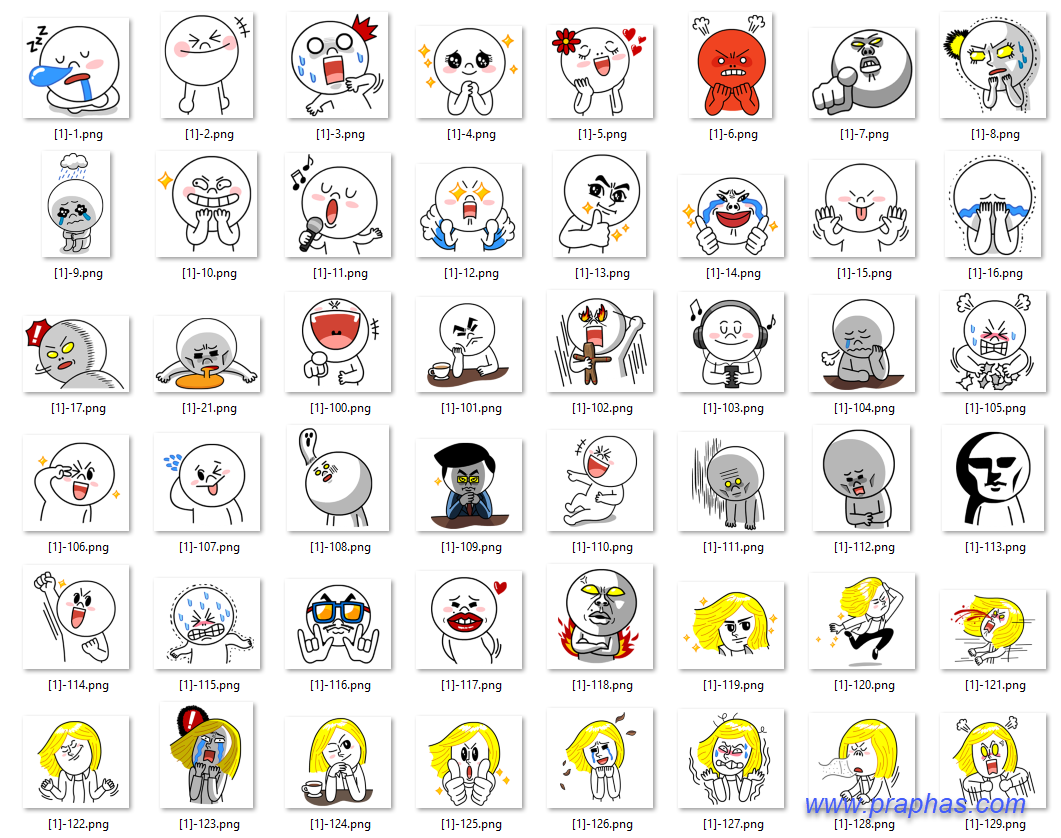 [1]-1.png [1]-2.png [1]-3.png [1]-4.png [1]-5.png [1]-6.png [1]-7.png [1]-8.png
[1]-9.png [1]-10.png [1]-11.png [1]-12.png [1]-13.png [1]-14.png [1]-15.png [1]-16.png
[1]-17.png [1]-21.png [1]-100.png [1]-101.png [1]-102.png [1]-103.png [1]-104.png [1]-105.png
[1]-106.png [1]-107.png [1]-108.png [1]-109.png [1]-110.png [1]-111.png [1]-112.png [1]-113.png
[1]-114.png [1]-115.png [1]-116.png [1]-117.png [1]-118.png [1]-119.png [1]-120.png [1]-121.png
www.praphas.com
[1]-122.png [1]-123.png [1]-124.png [1]-125.png [1]-126.png [1]-127.png [1]-128.png [1]-129.png